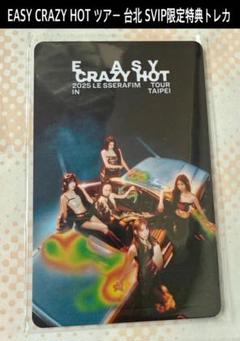 EASY CRAZY HOT ツアー 台北 SVIP限定特典トレカ
E ASY
CRAZY HOT
2025 LE SSERAFIM TOUR
IN TAIPEI